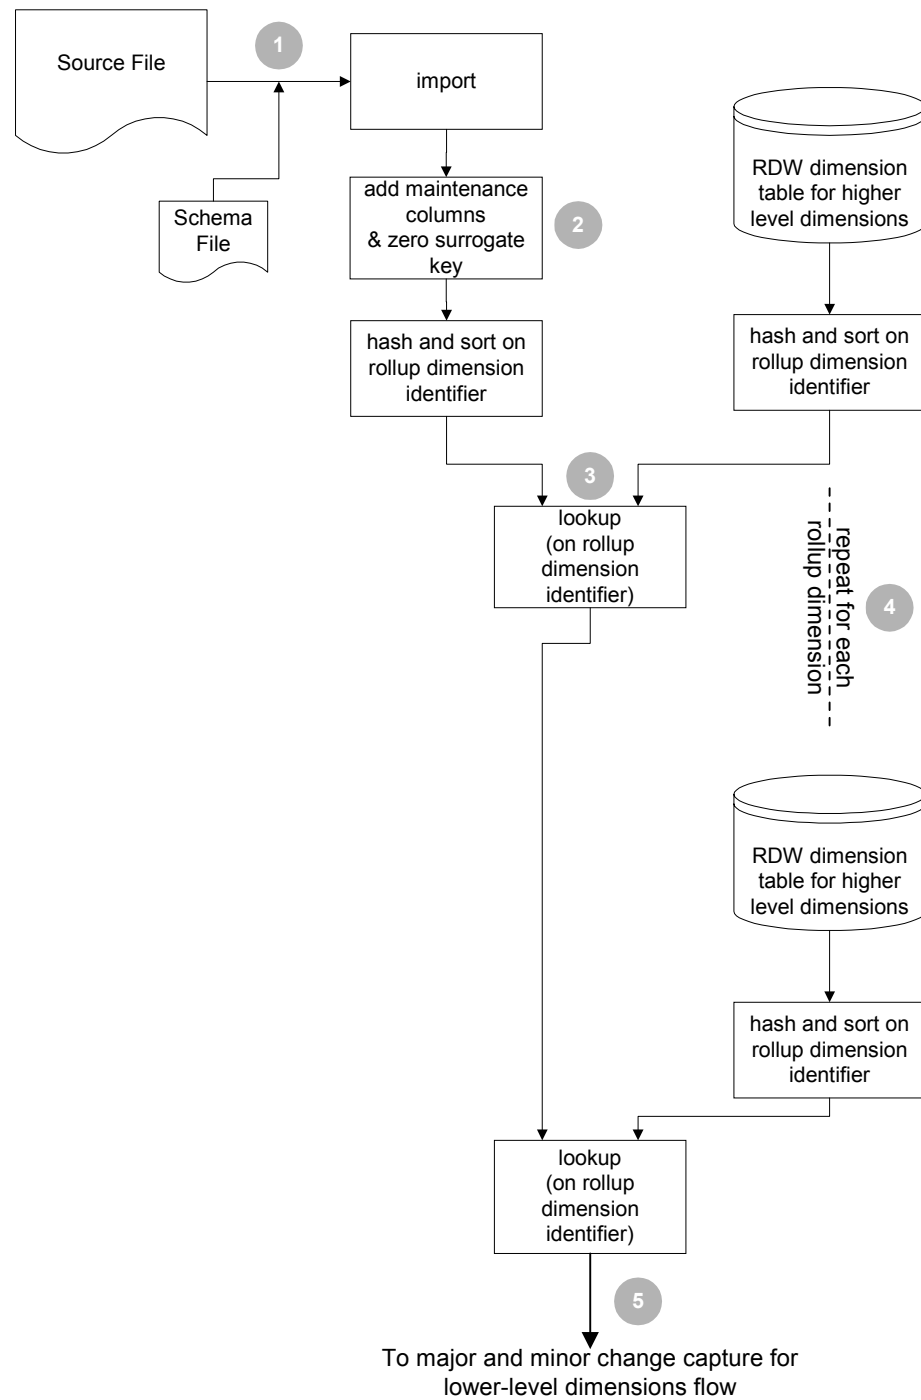 1
Source File
import
Schema
File
add maintenance
columns
& zero surrogate
key
2
RDW dimension
table for higher
level dimensions
hash and sort on
rollup dimension
identifier
hash and sort on
rollup dimension
identifier
3
lookup
(on rollup
dimension
identifier)
repeat for each
rollup dimension
4
RDW dimension
table for higher
level dimensions
hash and sort on
rollup dimension
identifier
lookup
(on rollup
dimension
identifier)
5
To major and minor change capture for
lower-level dimensions flow